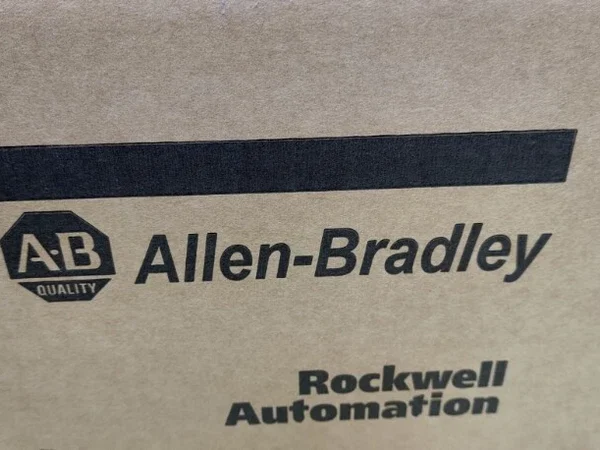 A·B Allen-Bradley
QUALITY
Rockwell
Automation